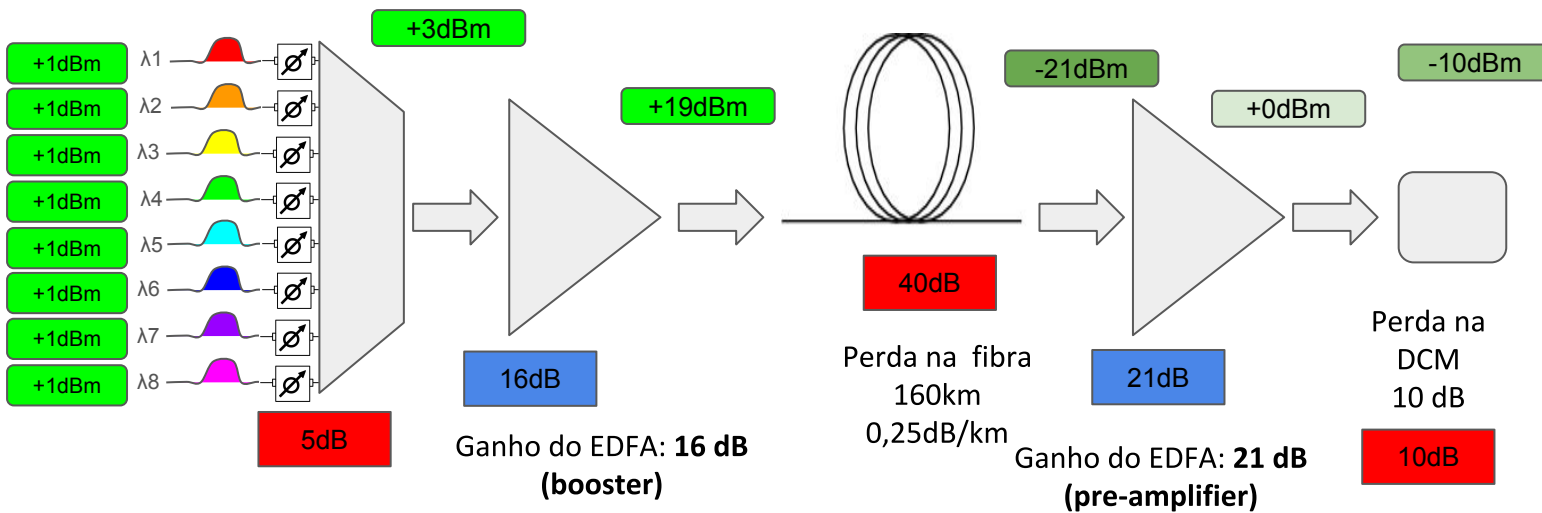 +3dBm
+1dBm λ1
+1dBm λ2
+1dBm λ3
+1dBm λ4
+1dBm λ5
+1dBm λ6
+1dBm λ7
+1dBm λ8
5dB
16dB
Ganho do EDFA: 16 dB
(booster)
+19dBm
40dB
Perda na fibra
160km
0,25dB/km
-21dBm
21dB
Ganho do EDFA: 21 dB
(pre-amplifier)
+0dBm
-10dBm
Perda na
DCM
10 dB
10dB